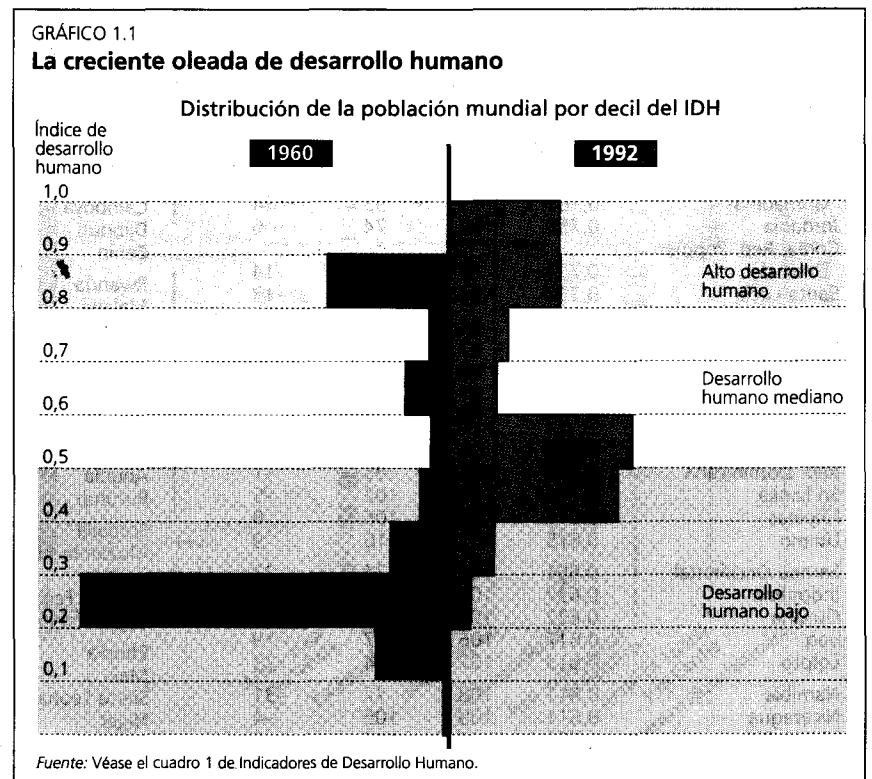 GRÁFICO 1.1
La creciente oleada de desarrollo humano
Distribución de la población mundial por decil del IDH
Índice de
desarrollo
humano
1960
1992
1,0
0,9
0,8
Alto desarrollo
humano
0,7
0,6
Desarrollo
humano mediano
0,5
0,4
0,3
0,2
Desarrollo
humano bajo
0,1
Fuente: Véase el cuadro 1 de Indicadores de Desarrollo Humano.